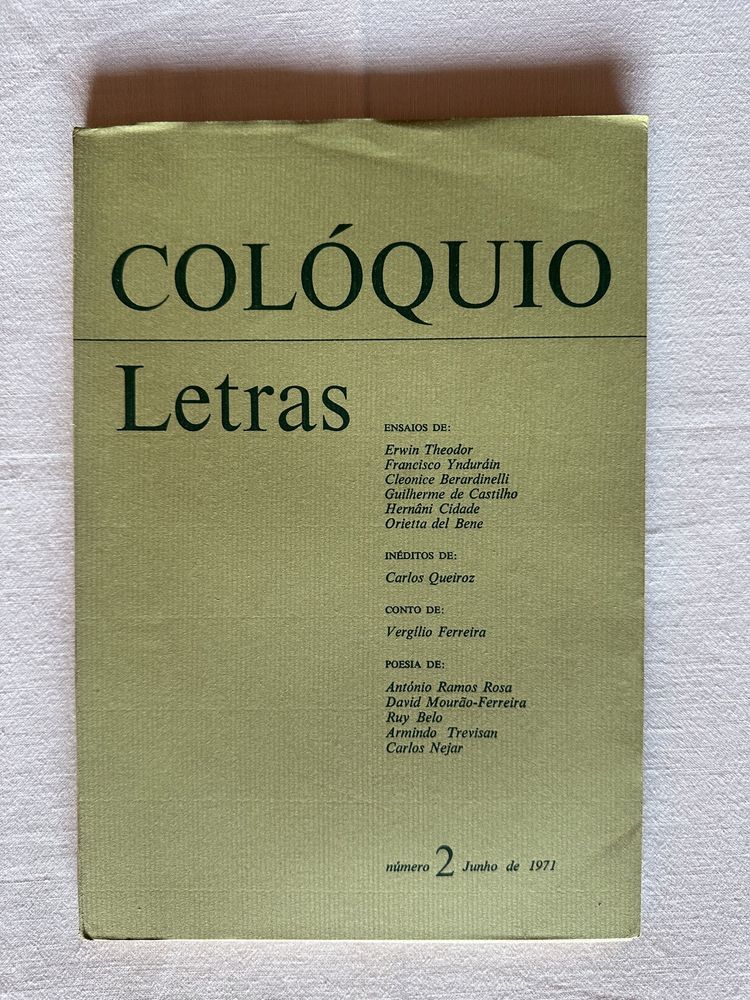 COLÓQUIO
Letras
ENSAIOS DE:
Erwin Theodor
Francisco Ynduráin
Cleonice Berardinelli
Guilherme de Castilho
Hernâni Cidade
Orietta del Bene
INÉDITOS DE:
Carlos Queiroz
CONTO DE:
Vergílio Ferreira
POESIA DE:
António Ramos Rosa
David Mourão-Ferreira
Ruy Belo
Armindo Trevisan
Carlos Nejar
número 2 Junho de 1971